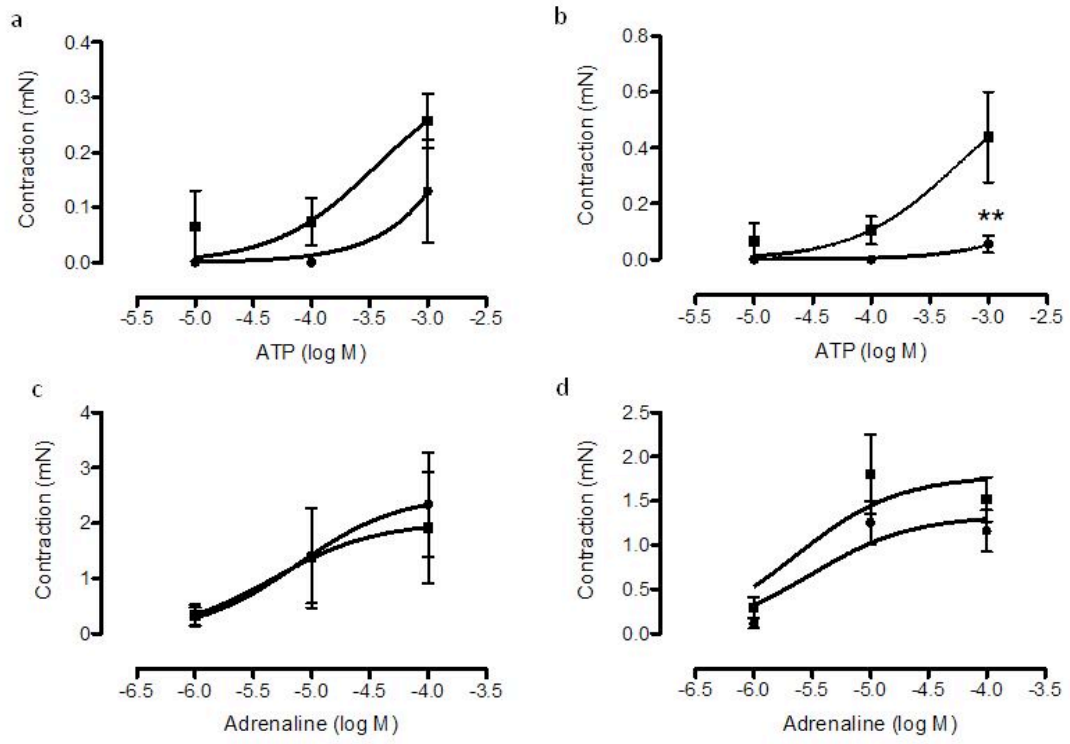 a
Contraction (mN)
0.4
0.3
0.2
0.1
0.0
-5.5 -5.0 -4.5 -4.0 -3.5 -3.0 -2.5
ATP (log M)
b
Contraction (mN)
0.8
0.6
0.4
0.2
0.0
**
-5.5 -5.0 -4.5 -4.0 -3.5 -3.0 -2.5
ATP (log M)
c
Contraction (mN)
4
3
2
1
0
-6.5 -6.0 -5.5 -5.0 -4.5 -4.0 -3.5
Adrenaline (log M)
d
Contraction (mN)
2.5
2.0
1.5
1.0
0.5
0.0
-6.5 -6.0 -5.5 -5.0 -4.5 -4.0 -3.5
Adrenaline (log M)